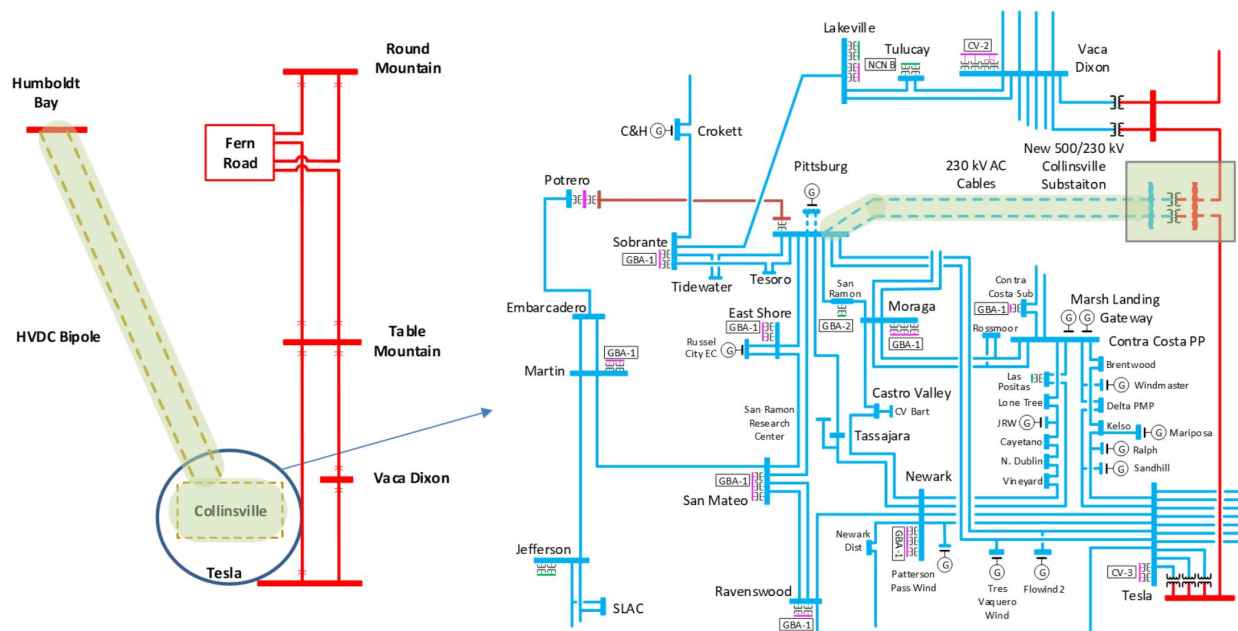 Round
Mountain
Humboldt
Bay
Fern
Road
HVDC Bipole
Table
Mountain
Vaca Dixon
Collinsville
Tesla
Lakeville
Tulucay
NCN B
CV-2
Vaca
Dixon
C&H
G
Crokett
Pittsburg
G
230 kV AC
Cables
New 500/230 kV
Collinsville
Substaiton
Potrero
Sobrante
GBA-1
Tidewater
Tesoro
San
Ramon
GBA-2
Moraga
GBA-1
Contra
Costa Sub
GBA-1
Rossmoor
Marsh Landing
Gateway
G
G
Contra Costa PP
Embarcadero
East Shore
GBA-1
Russel
City EC
G
GBA-1
Martin
Castro Valley
CV Bart
San Ramon
Research
Center
Tassajara
Las
Positas
Lone Tree
JRW
G
Cayetano
N. Dublin
Vineyard
Brentwood
G
Windmaster
Delta PMP
Kelso
G
Mariposa
G
Ralph
G
Sandhill
GBA-1
San Mateo
Newark
GBA-1
Newark
Dist
G
Patterson
Pass Wind
G
Tres
Vaquero
Wind
G
Flowind 2
CV-3
Tesla
Jefferson
SLAC
Ravenswood
GBA-1